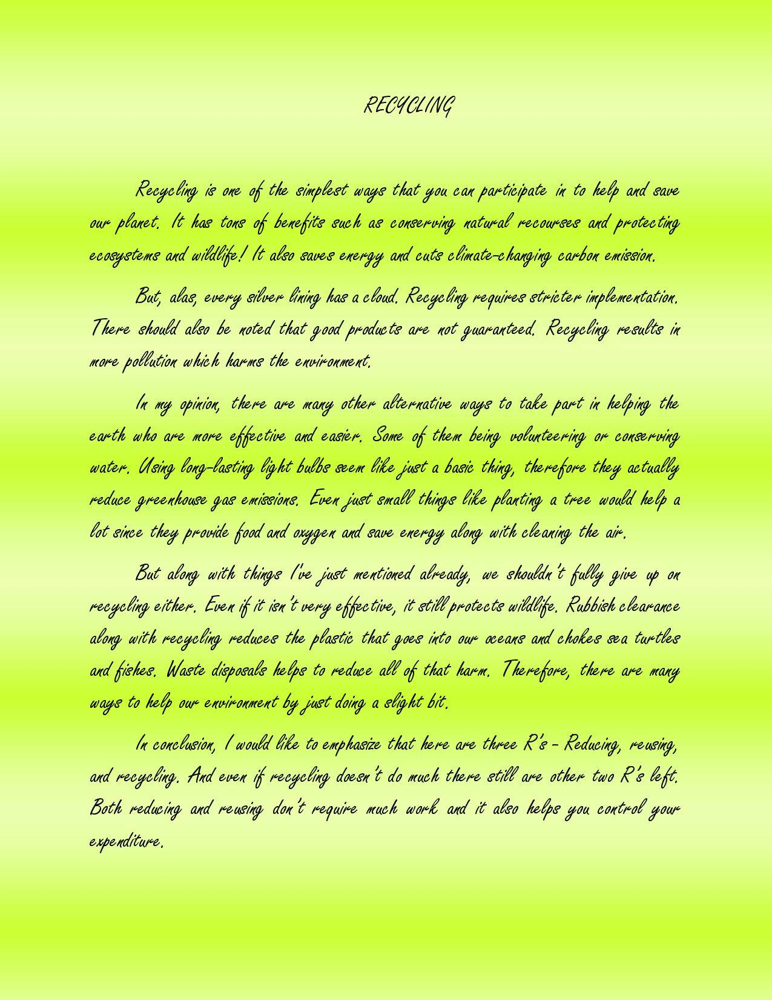 RECYCLING
Recycling is one of the simplest ways that you can participate in to help and save
our planet. It has tons of benefits such as conserving natural recourses and protecting
ecosystems and wildlife! It also saves energy and cuts climate-changing carbon emission.
But, alas, every silver lining has a cloud. Recycling requires stricter implementation.
There should also be noted that good products are not guaranteed. Recycling results in
more pollution which harms the environment.
In my opinion, there are many other alternative ways to take part in helping the
earth who are more effective and easier. Some of them being volunteering or conserving
water. Using long-lasting light bulbs seem like just a basic thing, therefore they actually
reduce greenhouse gas emissions. Even just small things like planting a tree would help a
lot since they provide food and oxygen and save energy along with cleaning the air.
But along with things I've just mentioned already, we shouldn't fully give up on
recycling either. Even if it isn't very effective, it still protects wildlife. Rubbish clearance
along with recycling reduces the plastic that goes into our oceans and chokes sea turtles
and fishes. Waste disposals helps to reduce all of that harm. Therefore, there are many
ways to help our environment by just doing a slight bit.
In conclusion, I would like to emphasize that here are three R's – Reducing, reusing,
and recycling. And even if recycling doesn't do much there still are other two R's left.
Both reducing and reusing don't require much work and it also helps you control your
expenditure.